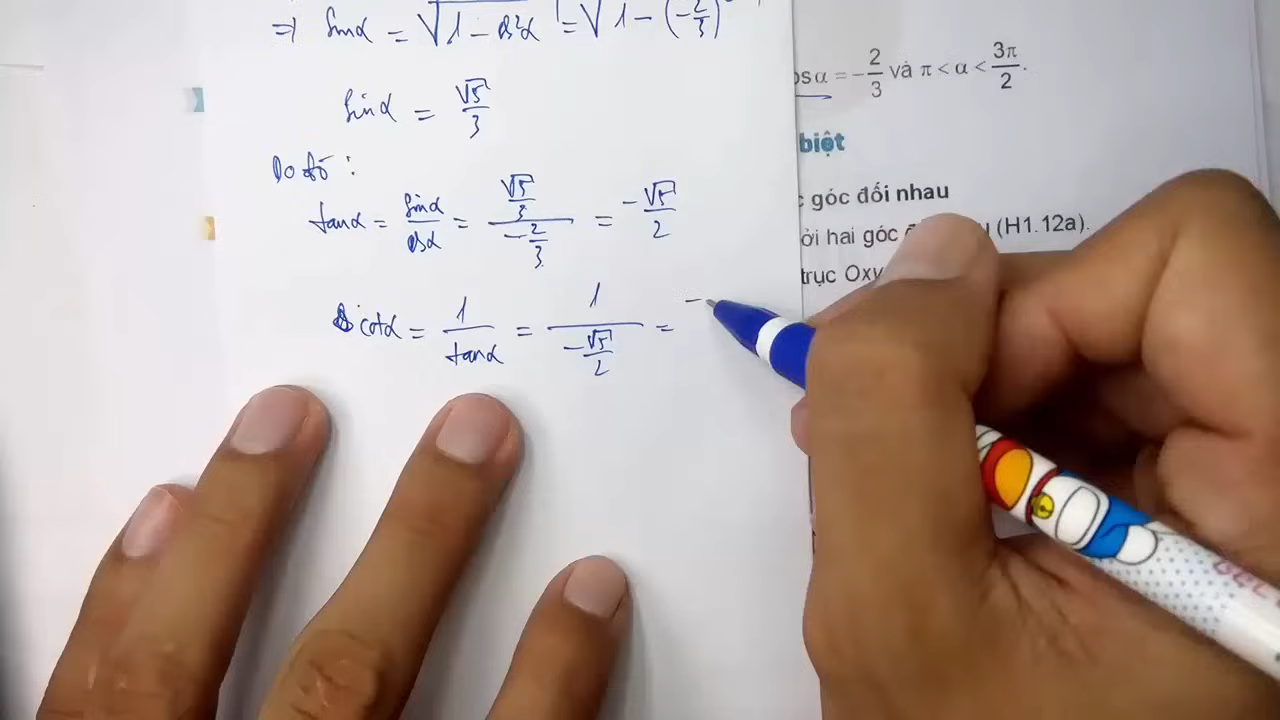 ⇒ sinα = √1 - cos²α = √1 - (-2/3)²
sinα = √5/3
Do đó :
tanα = sinα/cosα = (√5/3)/(-2/3) = -√5/2
cotα = 1/tanα = 1/(-√5/2) = -
osα = -2/3 và π < α < 3π/2.
biệt
góc đối nhau
ời hai góc (H1.12a).
trục Oxy